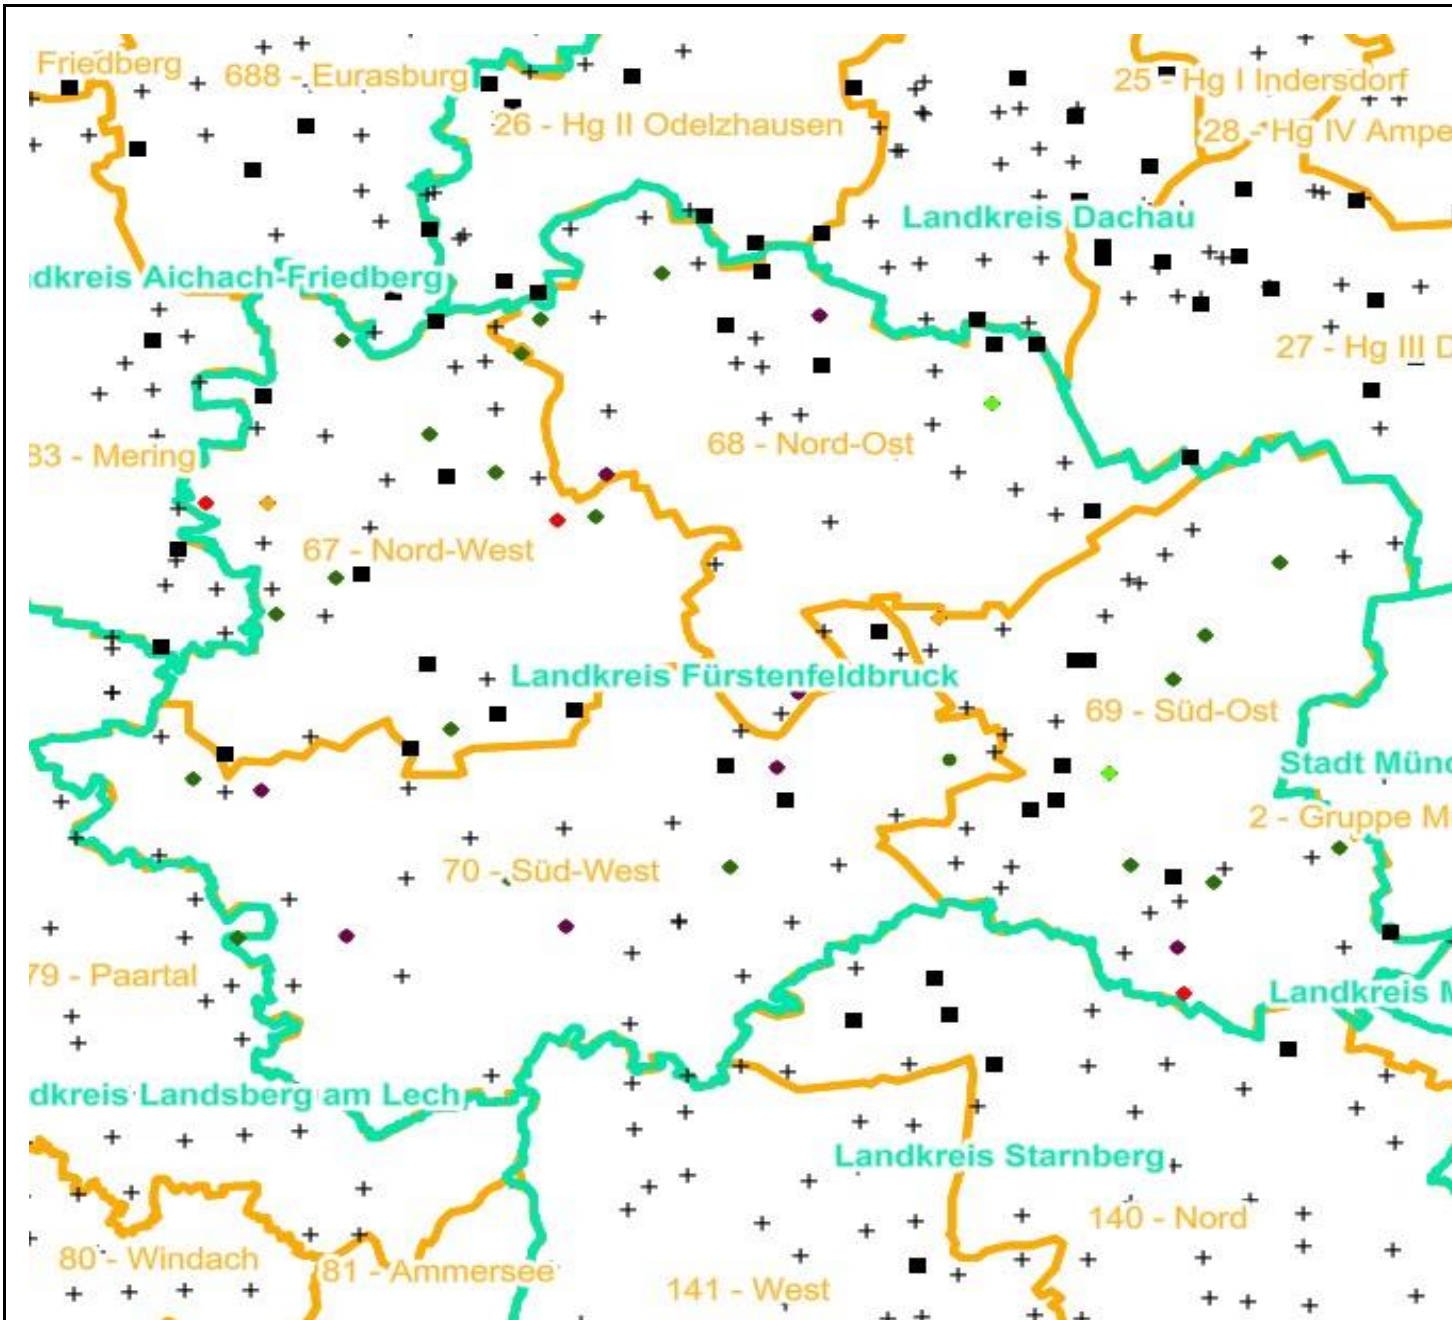 Friedberg
688 - Eurasburg
25 - Hg I Indersdorf
26 - Hg II Odelzhausen
28 - Hg IV Ampe
Landkreis Dachau
dkreis Aichach-Friedberg
27 - Hg III D
68 - Nord-Ost
83 - Mering
67 - Nord-West
Landkreis Fürstenfeldbruck
69 - Süd-Ost
Stadt Münc
2 - Gruppe M
70 - Süd-West
79 - Paartal
Landkreis M
dkreis Landsberg am Lech
Landkreis Starnberg
140 - Nord
80 - Windach
81 - Ammersee
141 - West